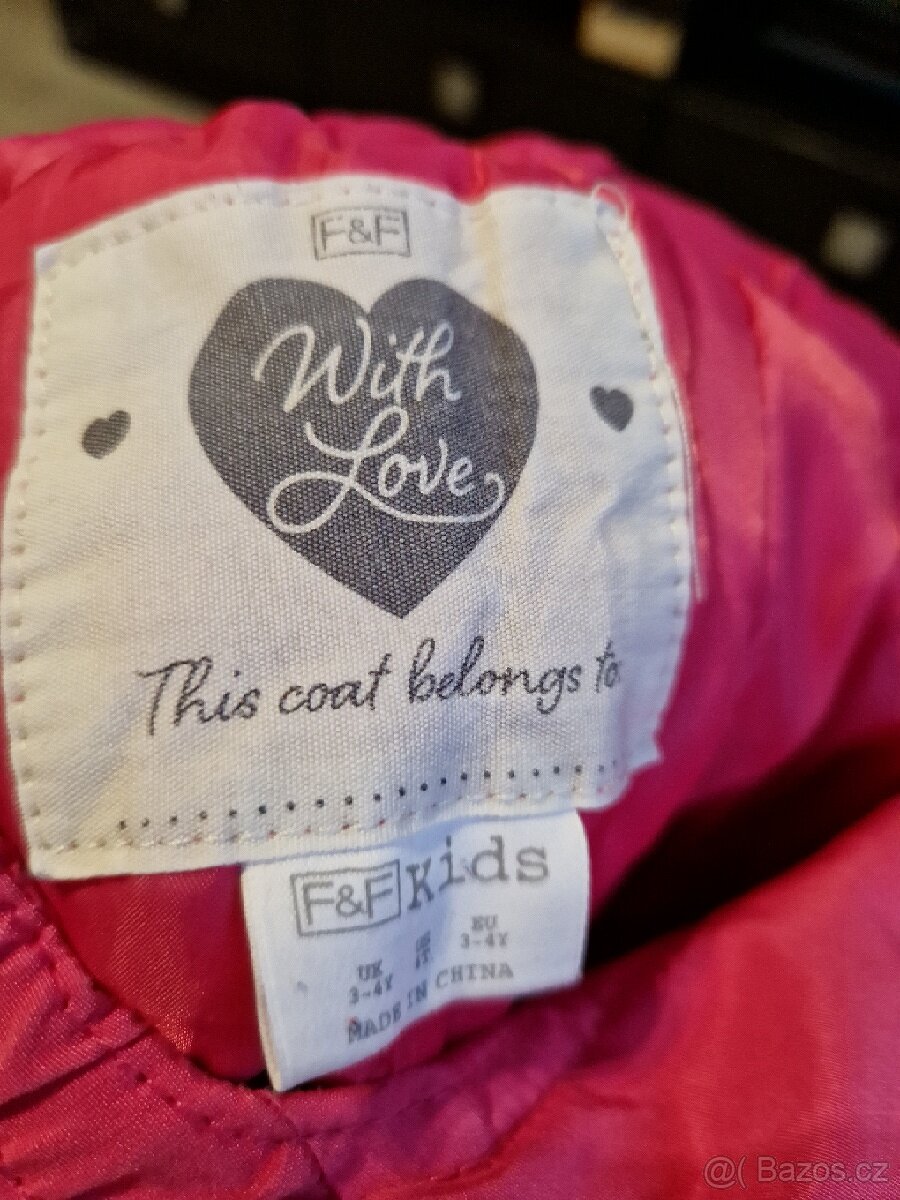 F&F
With
Love
This coat belongs to
F&F Kids
UK
EU
3-4Y
3-4Y
MADE IN CHINA
@( Bazos.cz